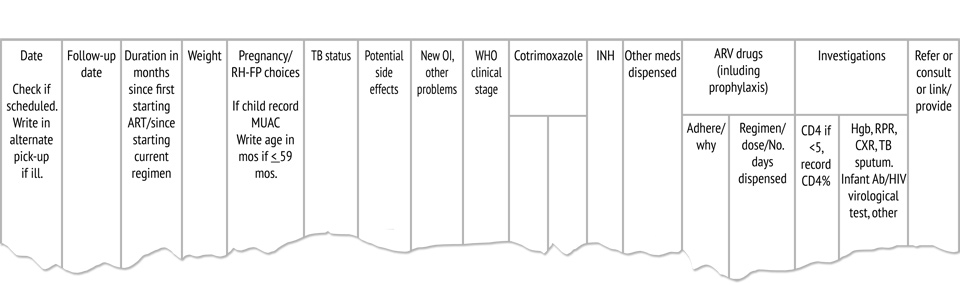 Date
Check if
scheduled.
Write in
alternate
pick-up
if ill.
Follow-up
date
Duration in
months
since first
starting
ART/since
starting
current
regimen
Weight
Pregnancy/
RH-FP choices
If child record
MUAC
Write age in
mos if < 59
mos.
TB status
Potential
side
effects
New OI,
other
problems
WHO
clinical
stage
Cotrimoxazole
INH
Other meds
dispensed
ARV drugs
(inluding
prophylaxis)
Adhere/
why
Regimen/
dose/No.
days
dispensed
Investigations
CD4 if
<5,
record
CD4%
Hgb, RPR,
CXR, TB
sputum.
Infant Ab/HIV
virological
test, other
Refer or
consult
or link/
provide